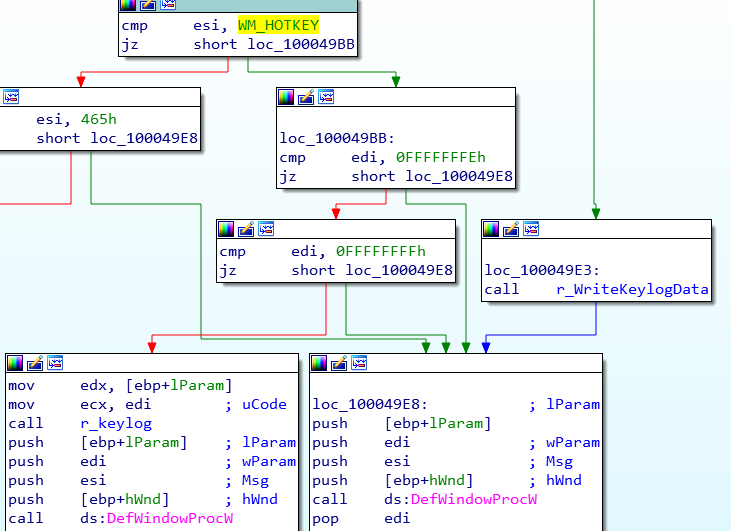 cmp esi, WM_HOTKEY
jz short loc_100049BB
esi, 465h
short loc_100049E8
loc_100049BB:
cmp edi, 0FFFFFFFEh
jz short loc_100049E8
cmp edi, 0FFFFFFFFh
jz short loc_100049E8
loc_100049E3:
call r_WriteKeylogData
mov edx, [ebp+lParam]
mov ecx, edi ; uCode
call r_keylog
push [ebp+lParam] ; lParam
push edi ; wParam
push esi ; Msg
push [ebp+hWnd] ; hWnd
call ds:DefWindowProcW
loc_100049E8: ; lParam
push [ebp+lParam]
push edi ; wParam
push esi ; Msg
push [ebp+hWnd] ; hWnd
call ds:DefWindowProcW
pop edi